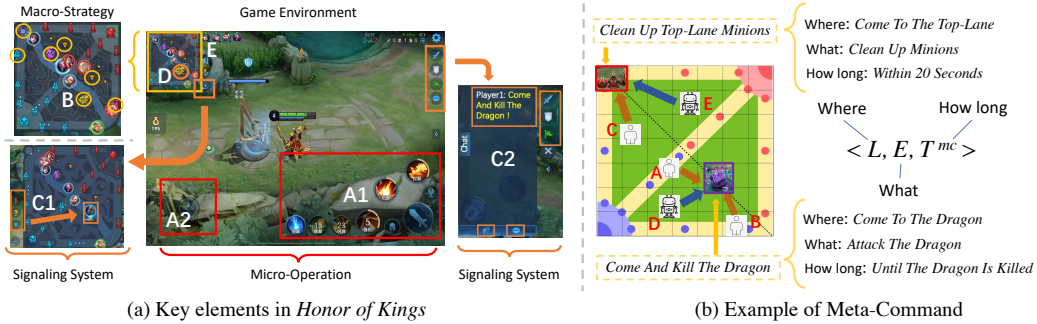 Macro-Strategy
Game Environment
B
D
E
C1
A1
A2
4
Player1: Come
And Kill The
Dragon !
Chat
C2
Signaling System
Micro-Operation
Signaling System
(a) Key elements in Honor of Kings
Clean Up Top-Lane Minions
Where: Come To The Top-Lane
What: Clean Up Minions
How long: Within 20 Seconds
E
C
A
D
B
Where
How long
< L, E, T mc >
What
Where: Come To The Dragon
What: Attack The Dragon
How long: Until The Dragon Is Killed
Come And Kill The Dragon
(b) Example of Meta-Command